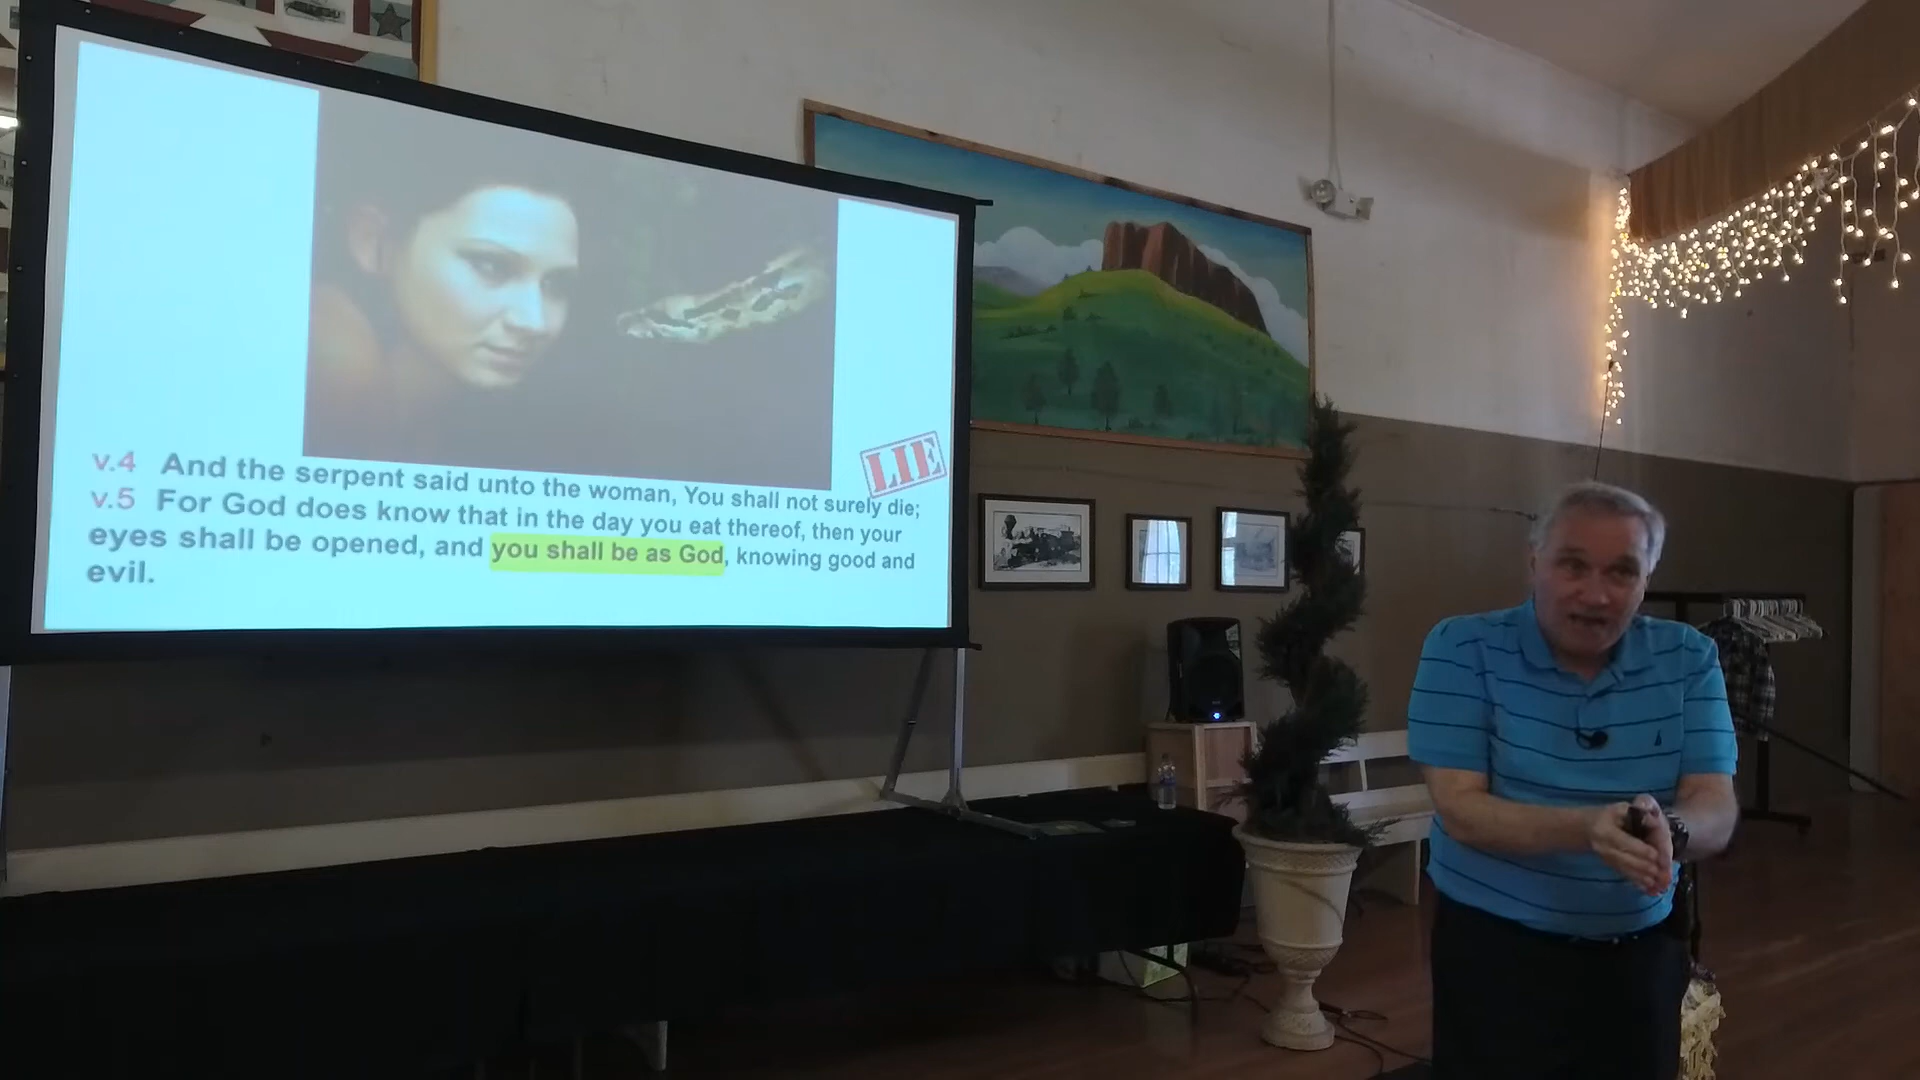 LIE
v.4 And the serpent said unto the woman, You shall not surely die;
v.5 For God does know that in the day you eat thereof, then your
eyes shall be opened, and you shall be as God, knowing good and
evil.